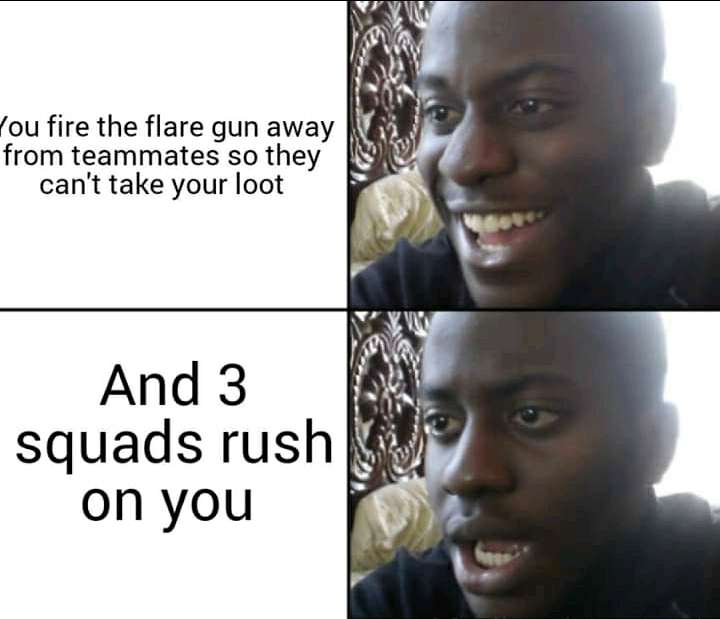 You fire the flare gun away
from teammates so they
can't take your loot
And 3
squads rush
on you